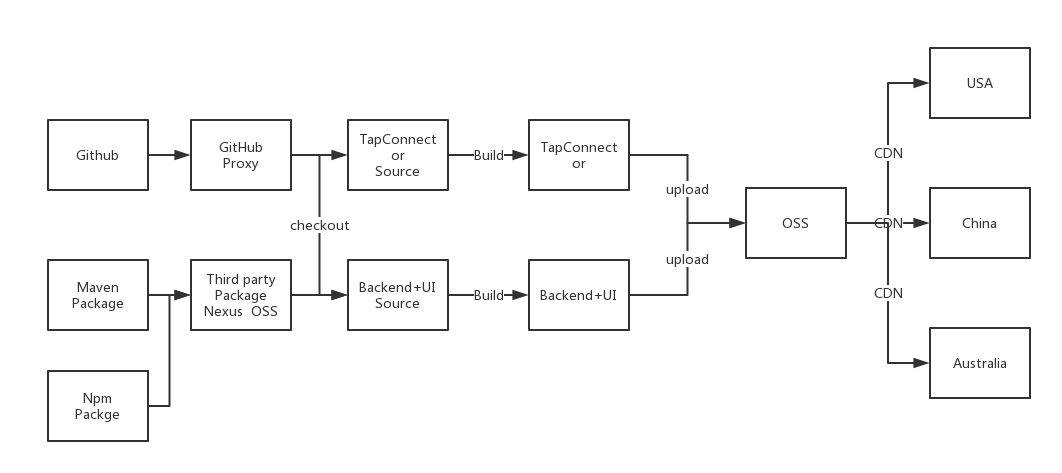 Github
GitHub
Proxy
TapConnect
or
Source
Build
TapConnect
or
upload
checkout
Maven
Package
Third party
Package
Nexus OSS
Backend+UI
Source
Build
Backend+UI
upload
Npm
Packge
OSS
CDN
CDN
CDN
USA
China
Australia